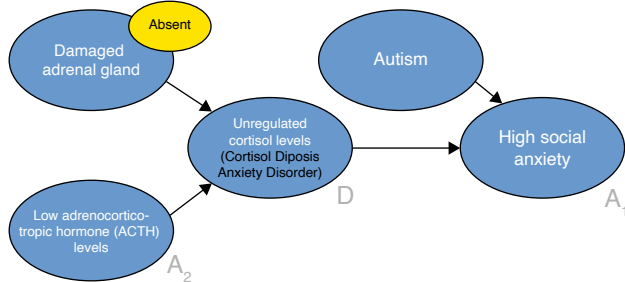 Absent
Damaged
adrenal gland
Autism
Unregulated
cortisol levels
(Cortisol Diposis
Anxiety Disorder)
High social
anxiety
D
A₁
Low adrenocortico-
tropic hormone (ACTH)
levels
A₂